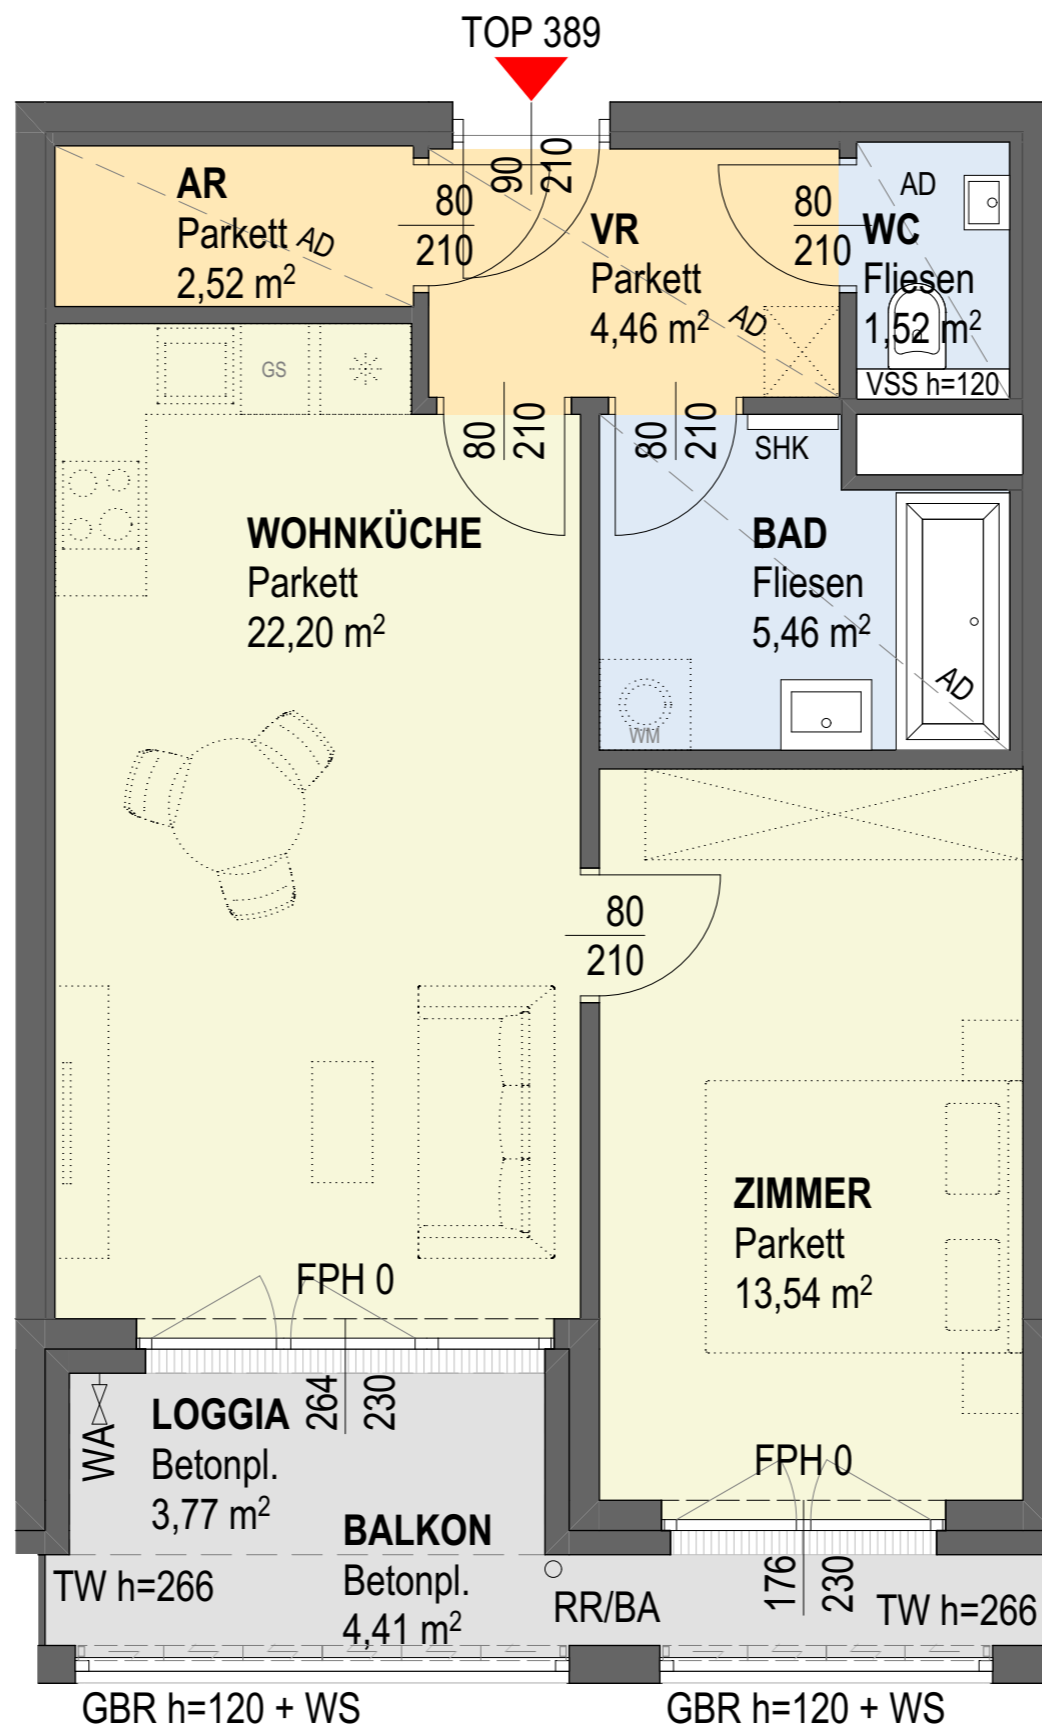 TOP 389
90
210
AR
Parkett
2,52 m²
AD
80
210
VR
Parkett
4,46 m²
AD
80
210
AD
WC
Fliesen
1,52 m²
VSS h=120
GS
80
210
80
210
SHK
WOHNKÜCHE
Parkett
22,20 m²
BAD
Fliesen
5,46 m²
AD
WM
80
210
ZIMMER
Parkett
13,54 m²
FPH 0
264
230
WA
LOGGIA
Betonpl.
3,77 m²
FPH 0
176
230
BALKON
Betonpl.
4,41 m²
TW h=266
RR/BA
TW h=266
GBR h=120 + WS
GBR h=120 + WS